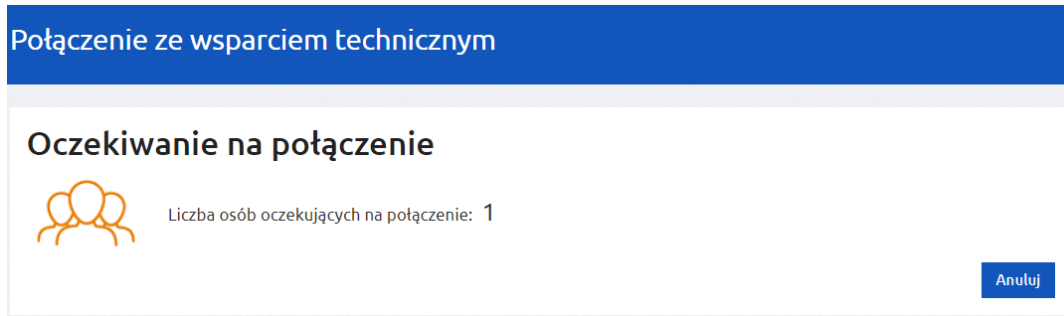 Połączenie ze wsparciem technicznym
Oczekiwanie na połączenie
Liczba osób oczekujących na połączenie: 1
Anuluj